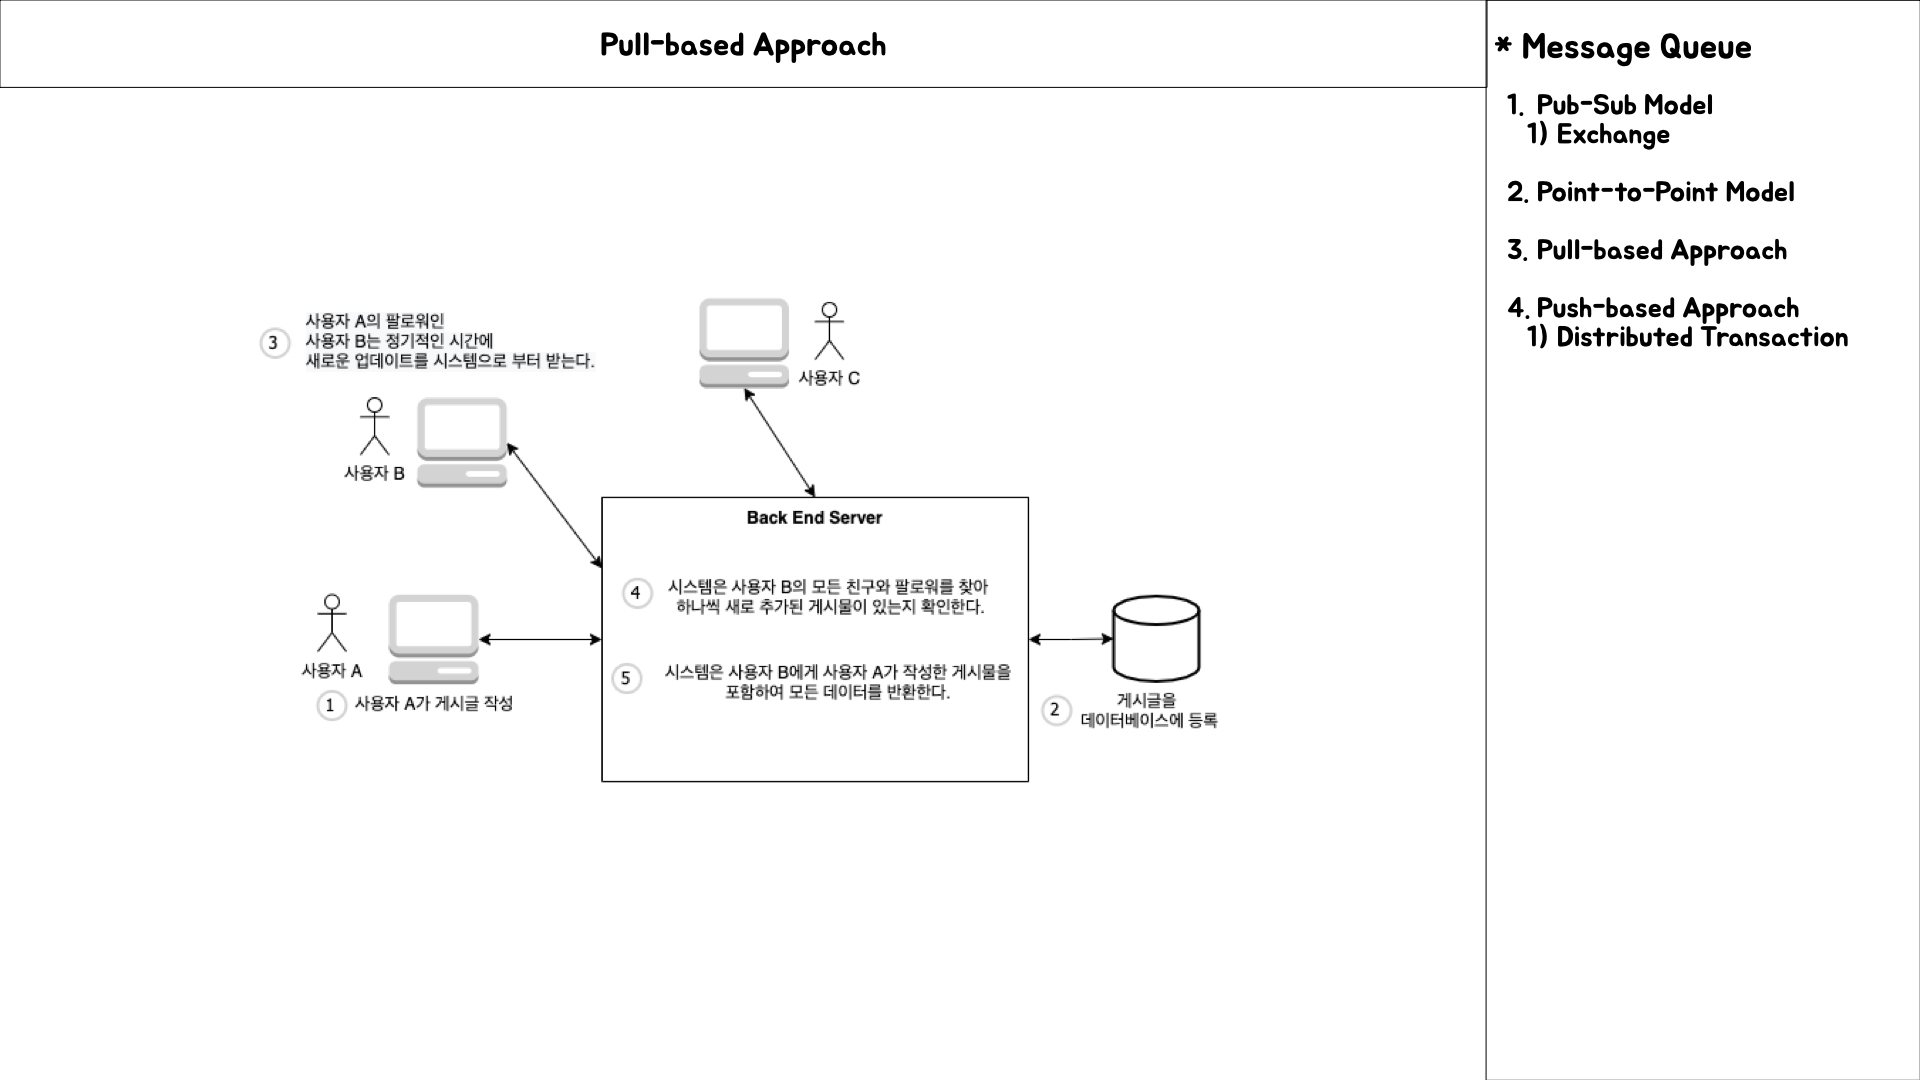 Pull-based Approach
* Message Queue
1. Pub-Sub Model
1) Exchange
2. Point-to-Point Model
3. Pull-based Approach
4. Push-based Approach
1) Distributed Transaction
3
사용자 A의 팔로워인
사용자 B는 정기적인 시간에
새로운 업데이트를 시스템으로 부터 받는다.
사용자 C
사용자 B
Back End Server
4
시스템은 사용자 B의 모든 친구와 팔로워를 찾아
하나씩 새로 추가된 게시물이 있는지 확인한다.
5
시스템은 사용자 B에게 사용자 A가 작성한 게시물을
포함하여 모든 데이터를 반환한다.
사용자 A
1
사용자 A가 게시글 작성
2
게시글을
데이터베이스에 등록